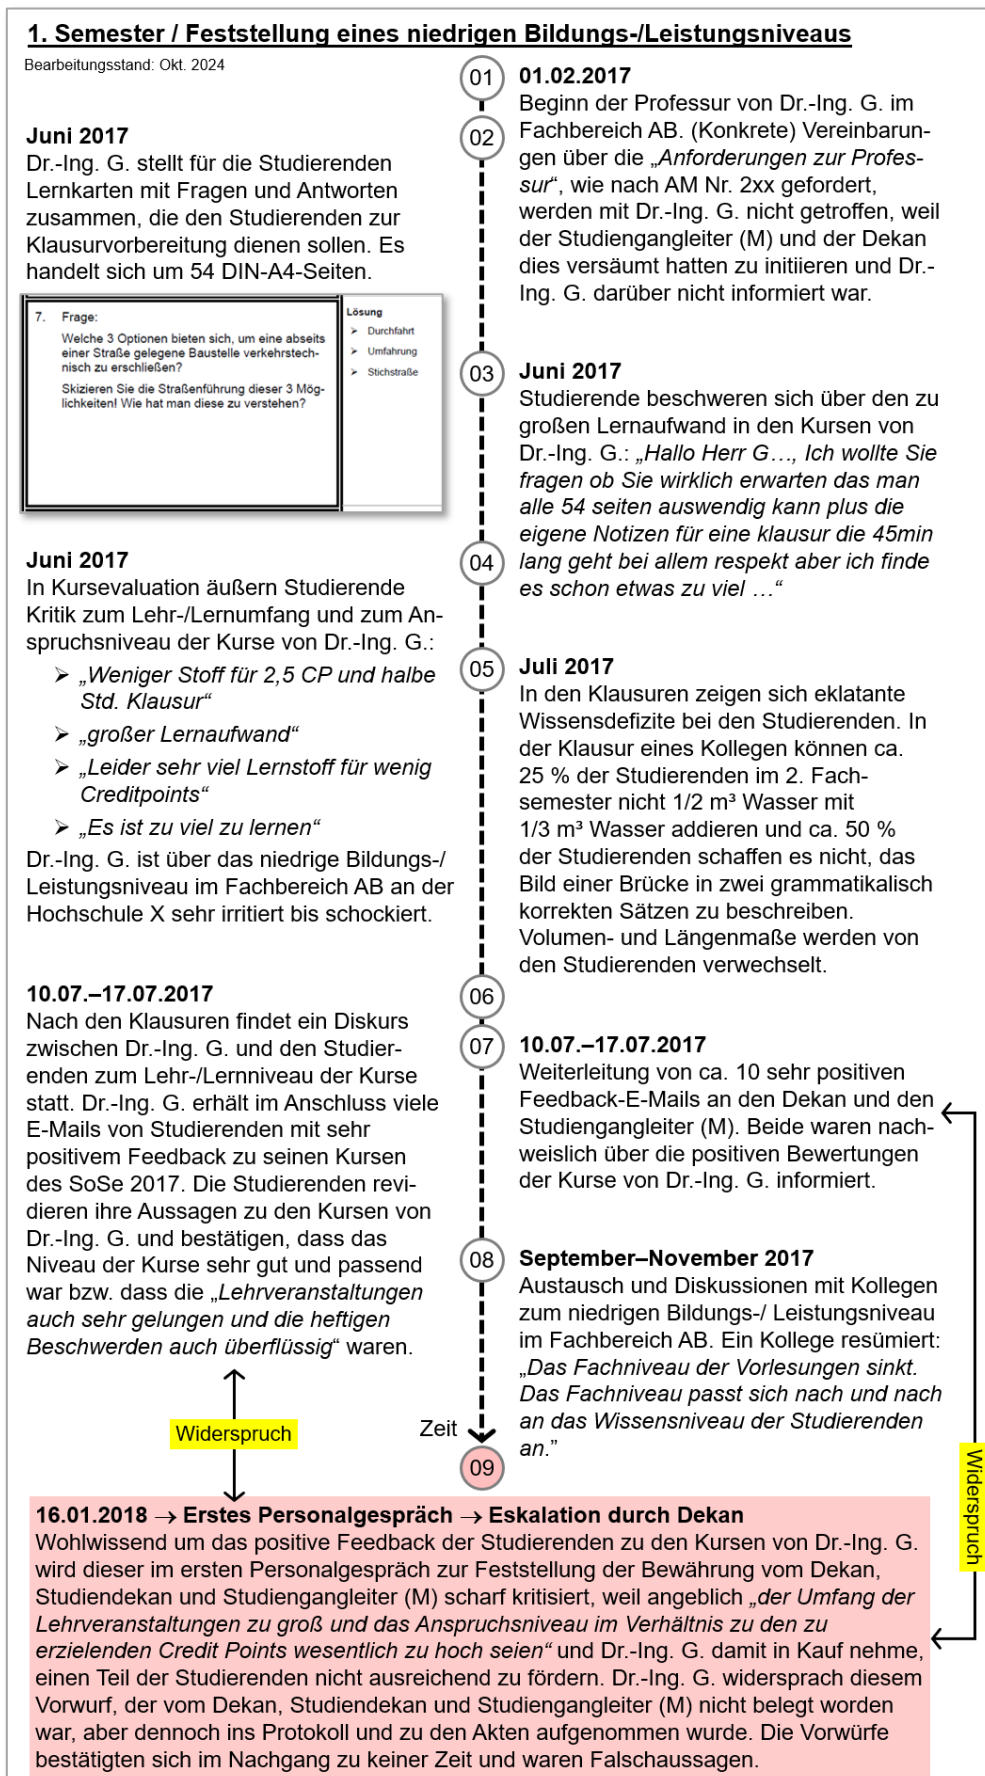 1. Semester / Feststellung eines niedrigen Bildungs-/Leistungsniveaus
Bearbeitungsstand: Okt. 2024
01
01.02.2017
Beginn der Professur von Dr.-Ing. G. im
Fachbereich AB. (Konkrete) Vereinbarun-
gen über die „Anforderungen zur Profes-
sur“, wie nach AM Nr. 2xx gefordert,
werden mit Dr.-Ing. G. nicht getroffen, weil
der Studiengangleiter (M) und der Dekan
dies versäumt hatten zu initiieren und Dr.-
Ing. G. darüber nicht informiert war.
02
Juni 2017
Dr.-Ing. G. stellt für die Studierenden
Lernkarten mit Fragen und Antworten
zusammen, die den Studierenden zur
Klausurvorbereitung dienen sollen. Es
handelt sich um 54 DIN-A4-Seiten.
7. Frage:
Welche 3 Optionen bieten sich, um eine abseits
einer Straße gelegene Baustelle verkehrstech-
nisch zu erschließen?
Skizieren Sie die Straßenführung dieser 3 Mög-
lichkeiten! Wie hat man diese zu verstehen?
Lösung
➢ Durchfahrt
➢ Umfahrung
➢ Stichstraße
03
Juni 2017
Studierende beschweren sich über den zu
großen Lernaufwand in den Kursen von
Dr.-Ing. G.: „Hallo Herr G…, Ich wollte Sie
fragen ob Sie wirklich erwarten das man
alle 54 seiten auswendig kann plus die
eigene Notizen für eine klausur die 45min
lang geht bei allem respekt aber ich finde
es schon etwas zu viel …“
04
Juni 2017
In Kursevaluation äußern Studierende
Kritik zum Lehr-/Lernumfang und zum An-
spruchsniveau der Kurse von Dr.-Ing. G.:
➢ „Weniger Stoff für 2,5 CP und halbe
Std. Klausur“
➢ „großer Lernaufwand“
➢ „Leider sehr viel Lernstoff für wenig
Creditpoints“
➢ „Es ist zu viel zu lernen“
Dr.-Ing. G. ist über das niedrige Bildungs-/
Leistungsniveau im Fachbereich AB an der
Hochschule X sehr irritiert bis schockiert.
05
Juli 2017
In den Klausuren zeigen sich eklatante
Wissensdefizite bei den Studierenden. In
der Klausur eines Kollegen können ca.
25 % der Studierenden im 2. Fach-
semester nicht 1/2 m³ Wasser mit
1/3 m³ Wasser addieren und ca. 50 %
der Studierenden schaffen es nicht, das
Bild einer Brücke in zwei grammatikalisch
korrekten Sätzen zu beschreiben.
Volumen- und Längenmaße werden von
den Studierenden verwechselt.
06
10.07.–17.07.2017
Nach den Klausuren findet ein Diskurs
zwischen Dr.-Ing. G. und den Studier-
enden zum Lehr-/Lernniveau der Kurse
statt. Dr.-Ing. G. erhält im Anschluss viele
E-Mails von Studierenden mit sehr
positivem Feedback zu seinen Kursen
des SoSe 2017. Die Studierenden revi-
dieren ihre Aussagen zu den Kursen von
Dr.-Ing. G. und bestätigen, dass das
Niveau der Kurse sehr gut und passend
war bzw. dass die „Lehrveranstaltungen
auch sehr gelungen und die heftigen
Beschwerden auch überflüssig“ waren.
07
10.07.–17.07.2017
Weiterleitung von ca. 10 sehr positiven
Feedback-E-Mails an den Dekan und den
Studiengangleiter (M). Beide waren nach-
weislich über die positiven Bewertungen
der Kurse von Dr.-Ing. G. informiert.
08
September–November 2017
Austausch und Diskussionen mit Kollegen
zum niedrigen Bildungs-/ Leistungsniveau
im Fachbereich AB. Ein Kollege resümiert:
„Das Fachniveau der Vorlesungen sinkt.
Das Fachniveau passt sich nach und nach
an das Wissensniveau der Studierenden
an.”
Widerspruch
Zeit
09
Widerspruch
16.01.2018 → Erstes Personalgespräch → Eskalation durch Dekan
Wohlwissend um das positive Feedback der Studierenden zu den Kursen von Dr.-Ing. G.
wird dieser im ersten Personalgespräch zur Feststellung der Bewährung vom Dekan,
Studiendekan und Studiengangleiter (M) scharf kritisiert, weil angeblich „der Umfang der
Lehrveranstaltungen zu groß und das Anspruchsniveau im Verhältnis zu den zu
erzielenden Credit Points wesentlich zu hoch seien“ und Dr.-Ing. G. damit in Kauf nehme,
einen Teil der Studierenden nicht ausreichend zu fördern. Dr.-Ing. G. widersprach diesem
Vorwurf, der vom Dekan, Studiendekan und Studiengangleiter (M) nicht belegt worden
war, aber dennoch ins Protokoll und zu den Akten aufgenommen wurde. Die Vorwürfe
bestätigten sich im Nachgang zu keiner Zeit und waren Falschaussagen.